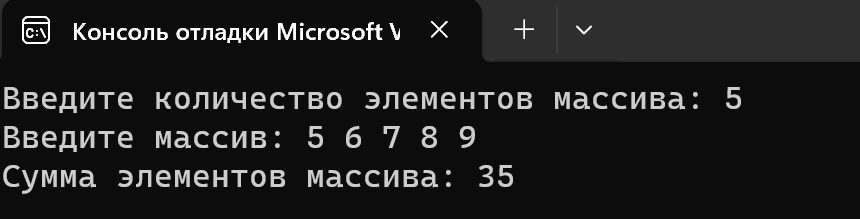 Консоль отладки Microsoft V
Введите количество элементов массива: 5
Введите массив: 5 6 7 8 9
Сумма элементов массива: 35